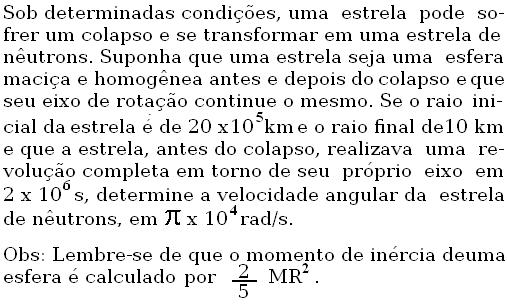 Sob determinadas condições, uma estrela pode so-
frer um colapso e se transformar em uma estrela de
nêutrons. Suponha que uma estrela seja uma esfera
maciça e homogênea antes e depois do colapso e que
seu eixo de rotação continue o mesmo. Se o raio ini-
cial da estrela é de 20 x10⁵km e o raio final de10 km
e que a estrela, antes do colapso, realizava uma re-
volução completa em torno de seu próprio eixo em
2 x 10⁶ s, determine a velocidade angular da estrela
de nêutrons, em π x 10⁴ rad/s.
Obs: Lembre-se de que o momento de inércia deuma
esfera é calculado por 2/5 MR².